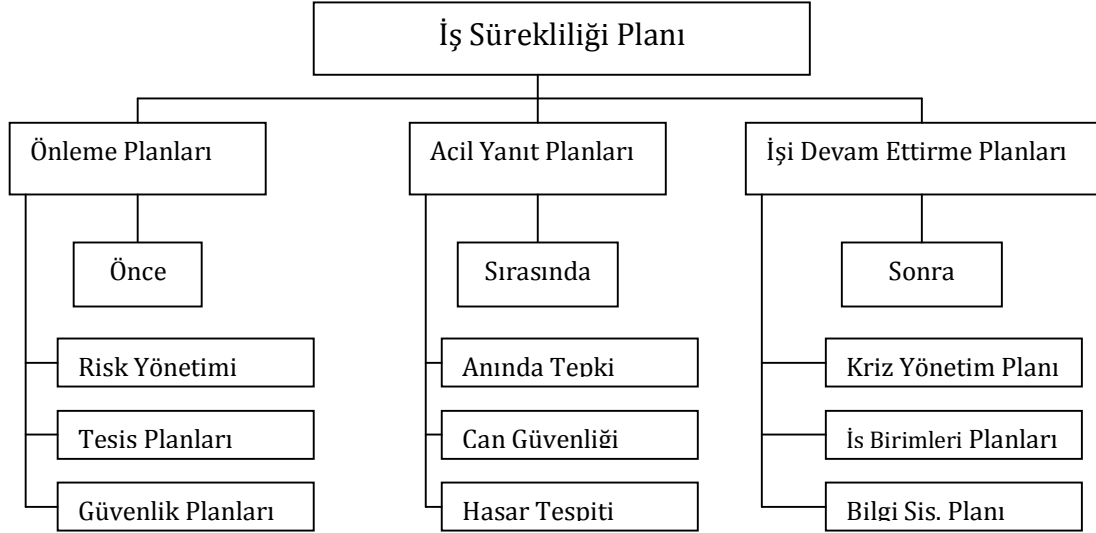 İş Sürekliliği Planı
Önleme Planları
Acil Yanıt Planları
İşi Devam Ettirme Planları
Önce
Sırasında
Sonra
Risk Yönetimi
Anında Tepki
Kriz Yönetim Planı
Tesis Planları
Can Güvenliği
İş Birimleri Planları
Güvenlik Planları
Hasar Tespiti
Bilgi Sis. Planı